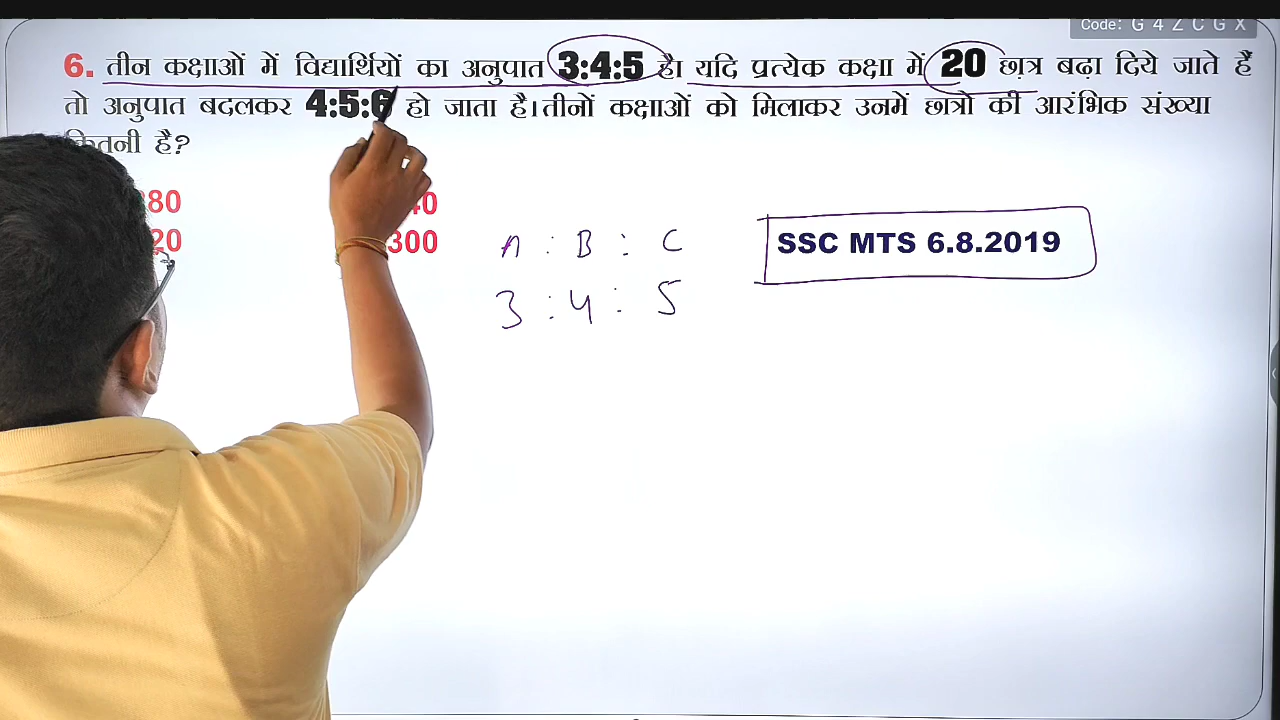 Code: G 4 Z C G X
6. तीन कक्षाओं में विद्यार्थियों का अनुपात 3:4:5 है। यदि प्रत्येक कक्षा में 20 छात्र बढ़ा दिये जाते हैं
तो अनुपात बदलकर 4:5:6 हो जाता है। तीनों कक्षाओं को मिलाकर उनमें छात्रो की आरंभिक संख्या
है?
300
A : B : C
3 : 4 : 5
SSC MTS 6.8.2019